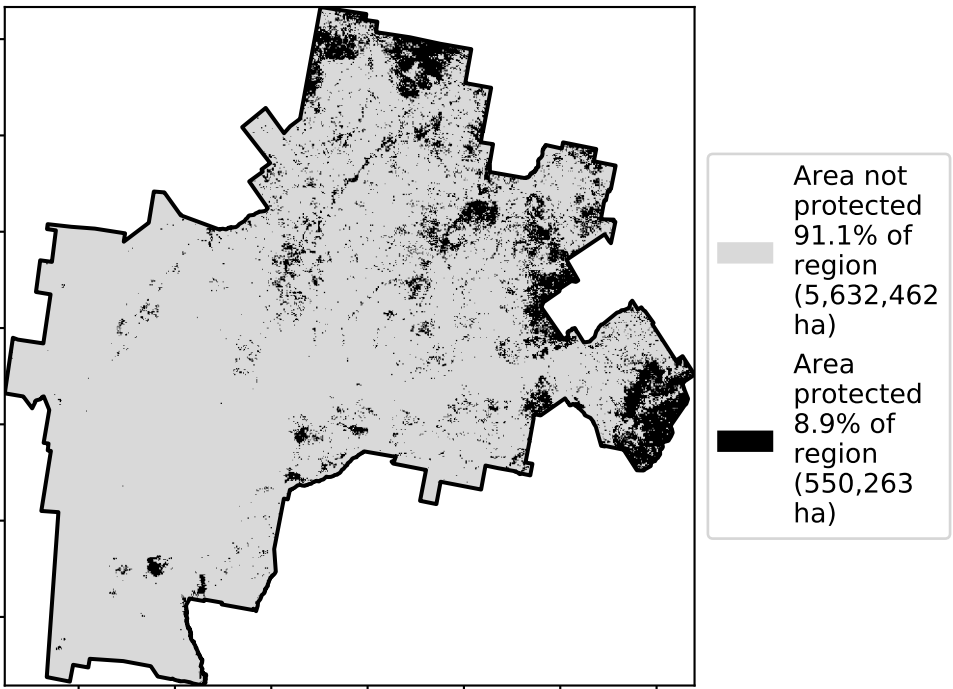 Area not
protected
91.1% of
region
(5,632,462
ha)
Area
protected
8.9% of
region
(550,263
ha)